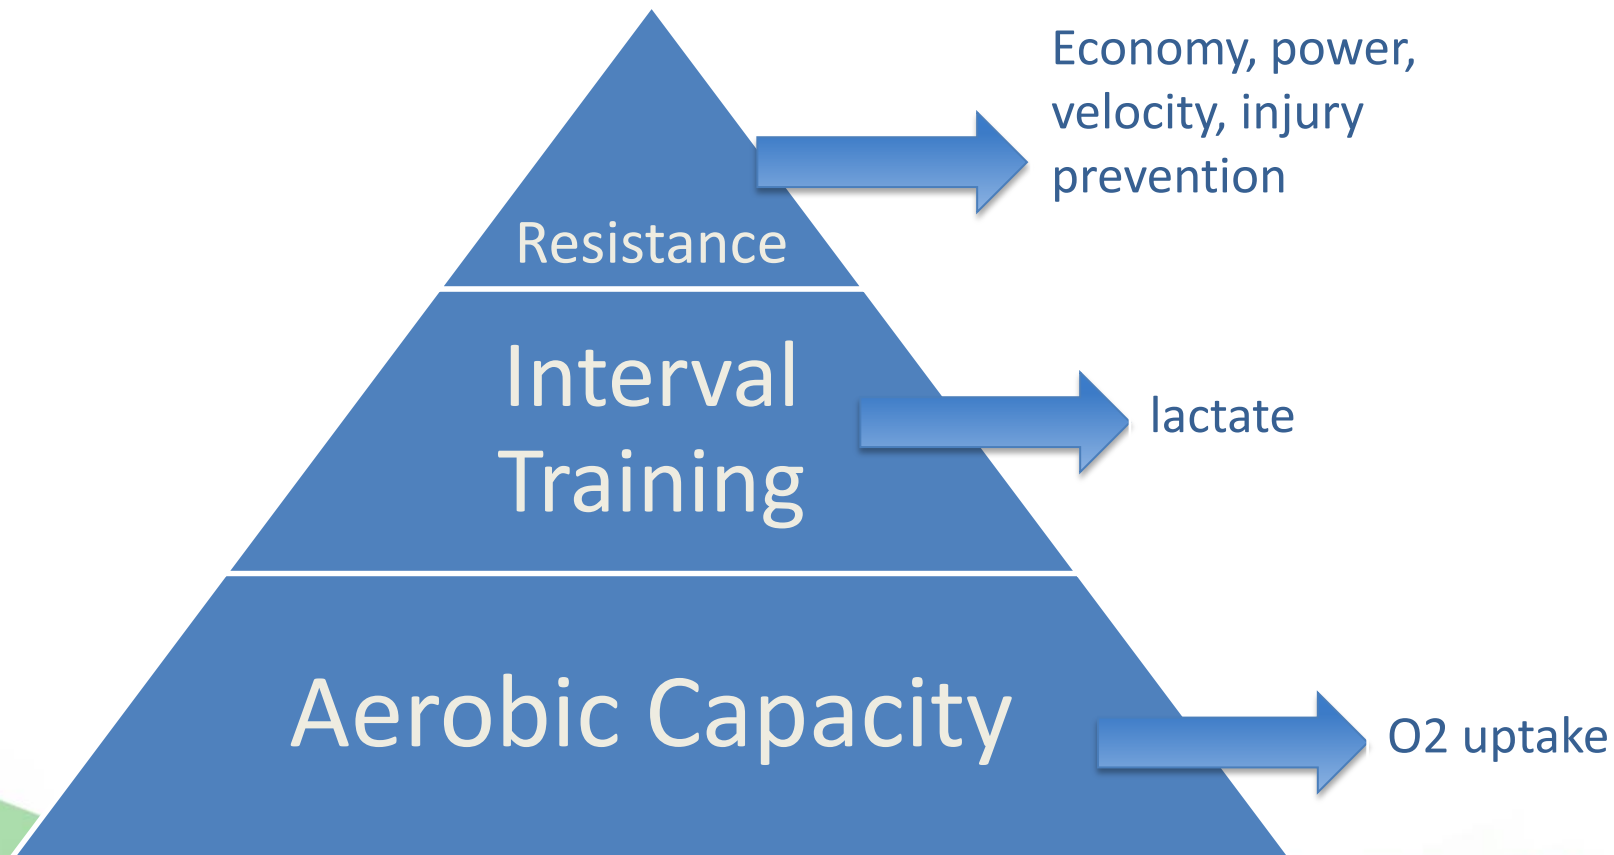 Economy, power,
velocity, injury
prevention
Resistance
Interval
Training
lactate
Aerobic Capacity
O2 uptake